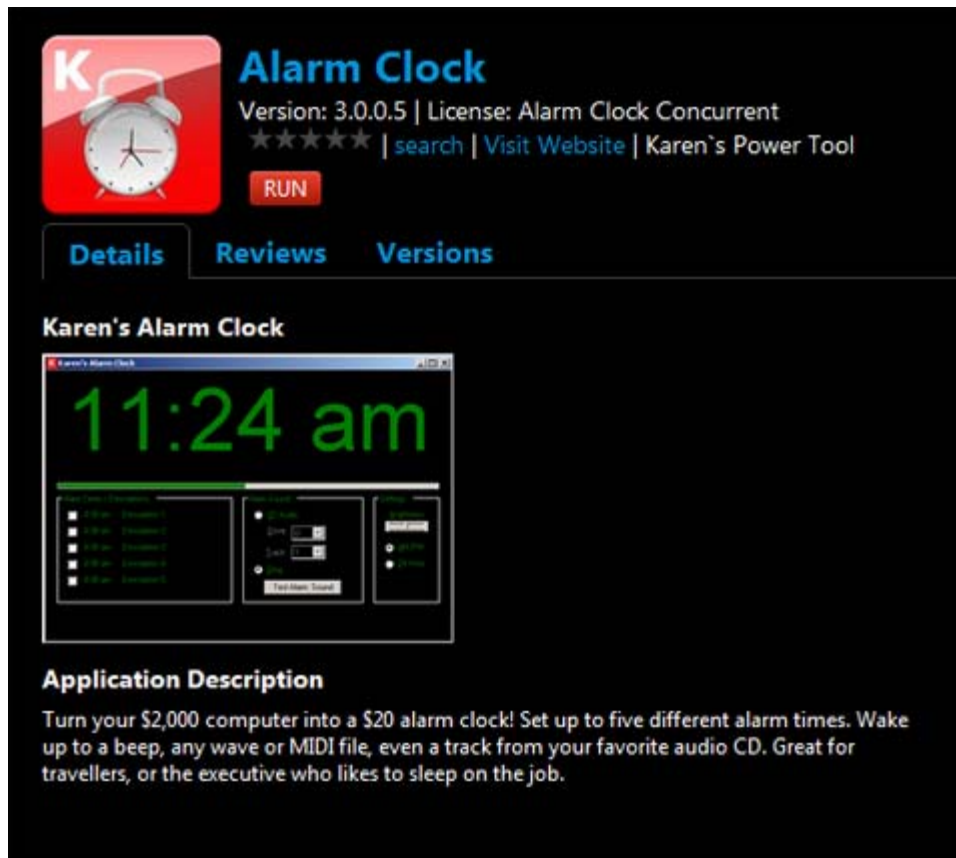 K
Alarm Clock
Version: 3.0.0.5 | License: Alarm Clock Concurrent
| search | Visit Website | Karen`s Power Tool
RUN
Details Reviews Versions
Karen's Alarm Clock
K Karen's Alarm Clock
11:24 am
Test Alarm Sound
Application Description
Turn your $2,000 computer into a $20 alarm clock! Set up to five different alarm times. Wake
up to a beep, any wave or MIDI file, even a track from your favorite audio CD. Great for
travellers, or the executive who likes to sleep on the job.